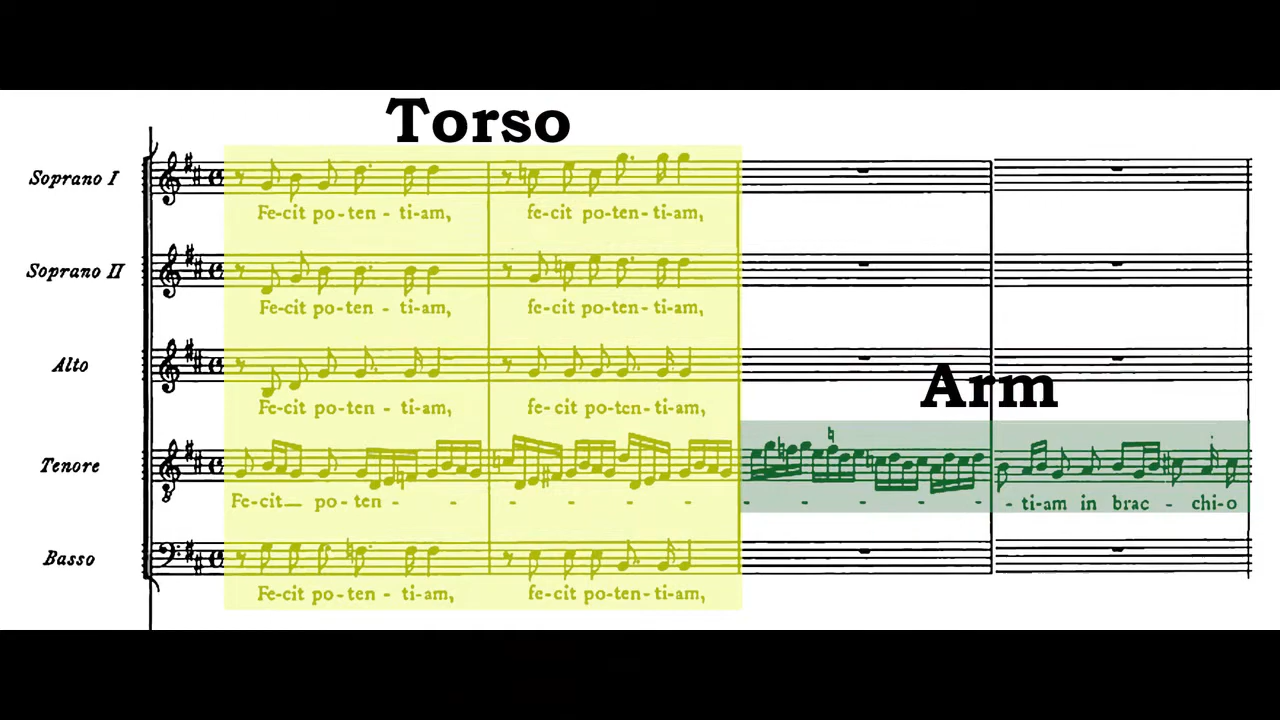 Torso
Soprano I
Fe-cit po-ten - ti-am, fe-cit po-ten-ti-am,
Soprano II
Fe-cit po-ten - ti-am, fe-cit po-ten-ti-am,
Alto
Arm
Fe-cit po-ten - ti-am, fe-cit po-ten-ti-am,
Tenore
Fe-cit— po-ten - - - - - - - - - - - ti-am in brac - chi-o
Basso
Fe-cit po-ten - ti-am, fe-cit po-ten-ti-am,